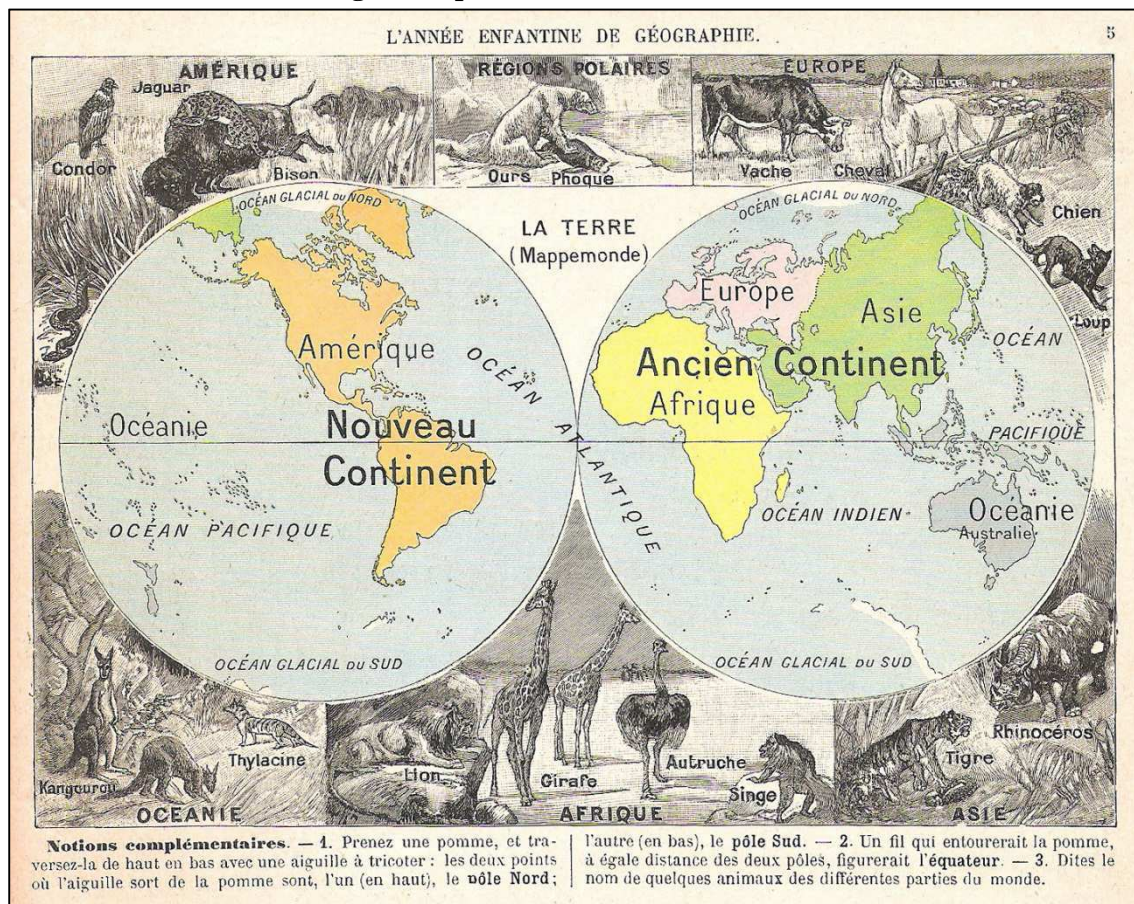 L'ANNÉE ENFANTINE DE GÉOGRAPHIE.
5
AMÉRIQUE
Jaguar
Condor
Bison
RÉGIONS POLAIRES
Ours Phoque
EUROPE
Vache
Cheval
Chien
Loup
LA TERRE
(Mappemonde)
OCÉAN GLACIAL DU NORD
Amérique
Océanie
Nouveau
Continent
OCÉAN PACIFIQUE
OCÉAN GLACIAL DU SUD
OCÉAN
ATLANTIQUE
OCÉAN GLACIAL DU NORD
Europe
Asie
Ancien Continent
Afrique
OCÉAN
PACIFIQUE
OCÉAN INDIEN
Océanie
Australie
OCÉAN GLACIAL DU SUD
Kangourou
Thylacine
OCEANIE
Lion
Girafe
Autruche
Singe
AFRIQUE
Rhinocéros
Tigre
ASIE
Notions complémentaires. — 1. Prenez une pomme, et tra-
versez-la de haut en bas avec une aiguille à tricoter : les deux points
où l'aiguille sort de la pomme sont, l'un (en haut), le pôle Nord ;
l'autre (en bas), le pôle Sud. — 2. Un fil qui entourerait la pomme,
à égale distance des deux pôles, figurerait l'équateur. — 3. Dites le
nom de quelques animaux des différentes parties du monde.